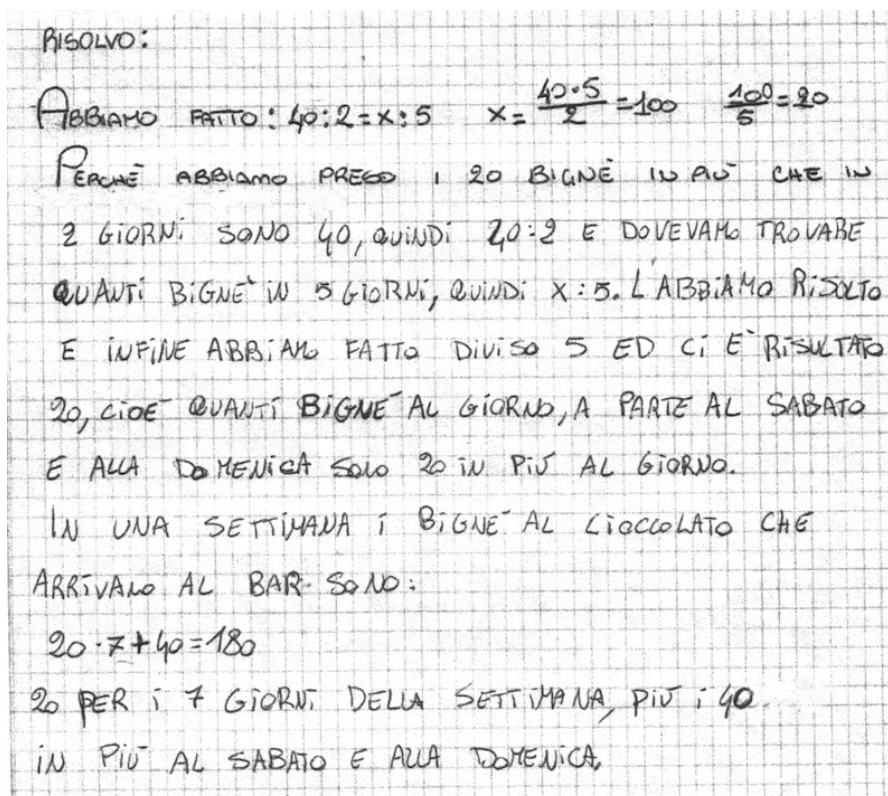 RISOLVO:
ABBIAMO FATTO: 40:2=x:5 x= 40·5/2 =100 100/5=20
PERCHÈ ABBIAMO PRESO I 20 BIGNÈ IN PIÙ CHE IN
2 GIORNI SONO 40, QUINDI 40:2 E DOVEVAMO TROVARE
QUANTI BIGNÈ IN 5 GIORNI, QUINDI X:5. L'ABBIAMO RISOLTO
E INFINE ABBIAMO FATTO DIVISO 5 ED CI È RISULTATO
20, CIOÈ QUANTI BIGNÈ AL GIORNO, A PARTE AL SABATO
E ALLA DOMENICA SOLO 20 IN PIÙ AL GIORNO.
IN UNA SETTIMANA I BIGNÈ AL CIOCCOLATO CHE
ARRIVANO AL BAR SONO:
20·7+40=180
20 PER I 7 GIORNI DELLA SETTIMANA, PIÙ I 40
IN PIÙ AL SABATO E ALLA DOMENICA.